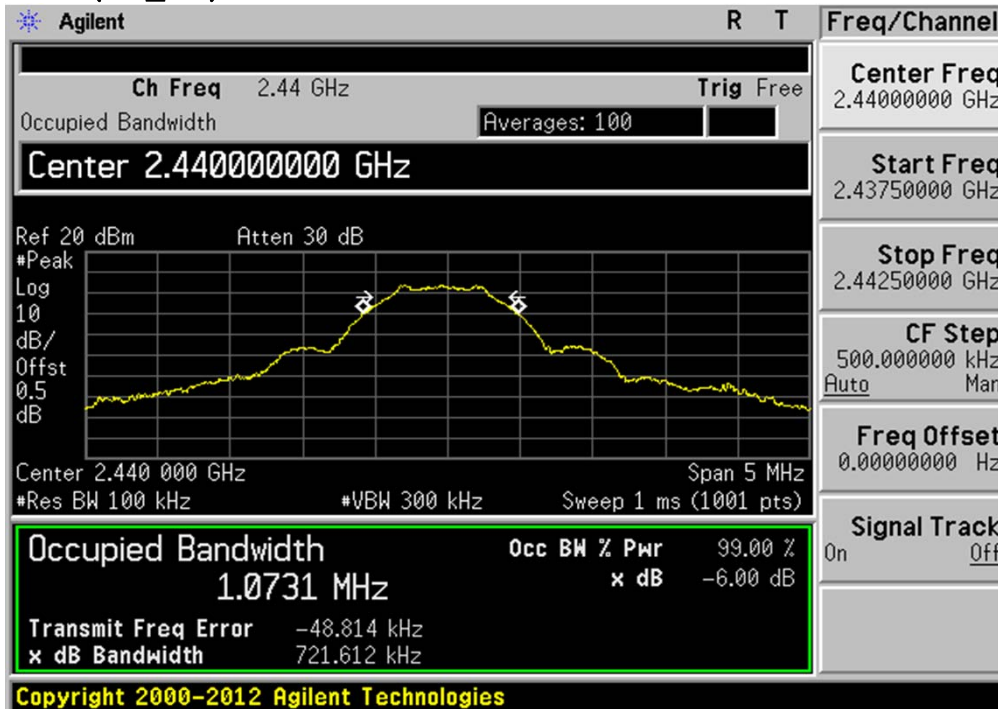 Agilent R T
Freq/Channel
Ch Freq 2.44 GHz Trig Free
Occupied Bandwidth Averages: 100
Center 2.440000000 GHz
Ref 20 dBm Atten 30 dB
#Peak
Log
10
dB/
Offst
0.5
dB
Center 2.440 000 GHz Span 5 MHz
#Res BW 100 kHz #VBW 300 kHz Sweep 1 ms (1001 pts)
Occupied Bandwidth Occ BW % Pwr 99.00 %
1.0731 MHz x dB -6.00 dB
Transmit Freq Error -48.814 kHz
x dB Bandwidth 721.612 kHz
Center Freq
2.44000000 GHz
Start Freq
2.43750000 GHz
Stop Freq
2.44250000 GHz
CF Step
500.000000 kHz
Auto Man
Freq Offset
0.00000000 Hz
Signal Track
On Off
Copyright 2000-2012 Agilent Technologies